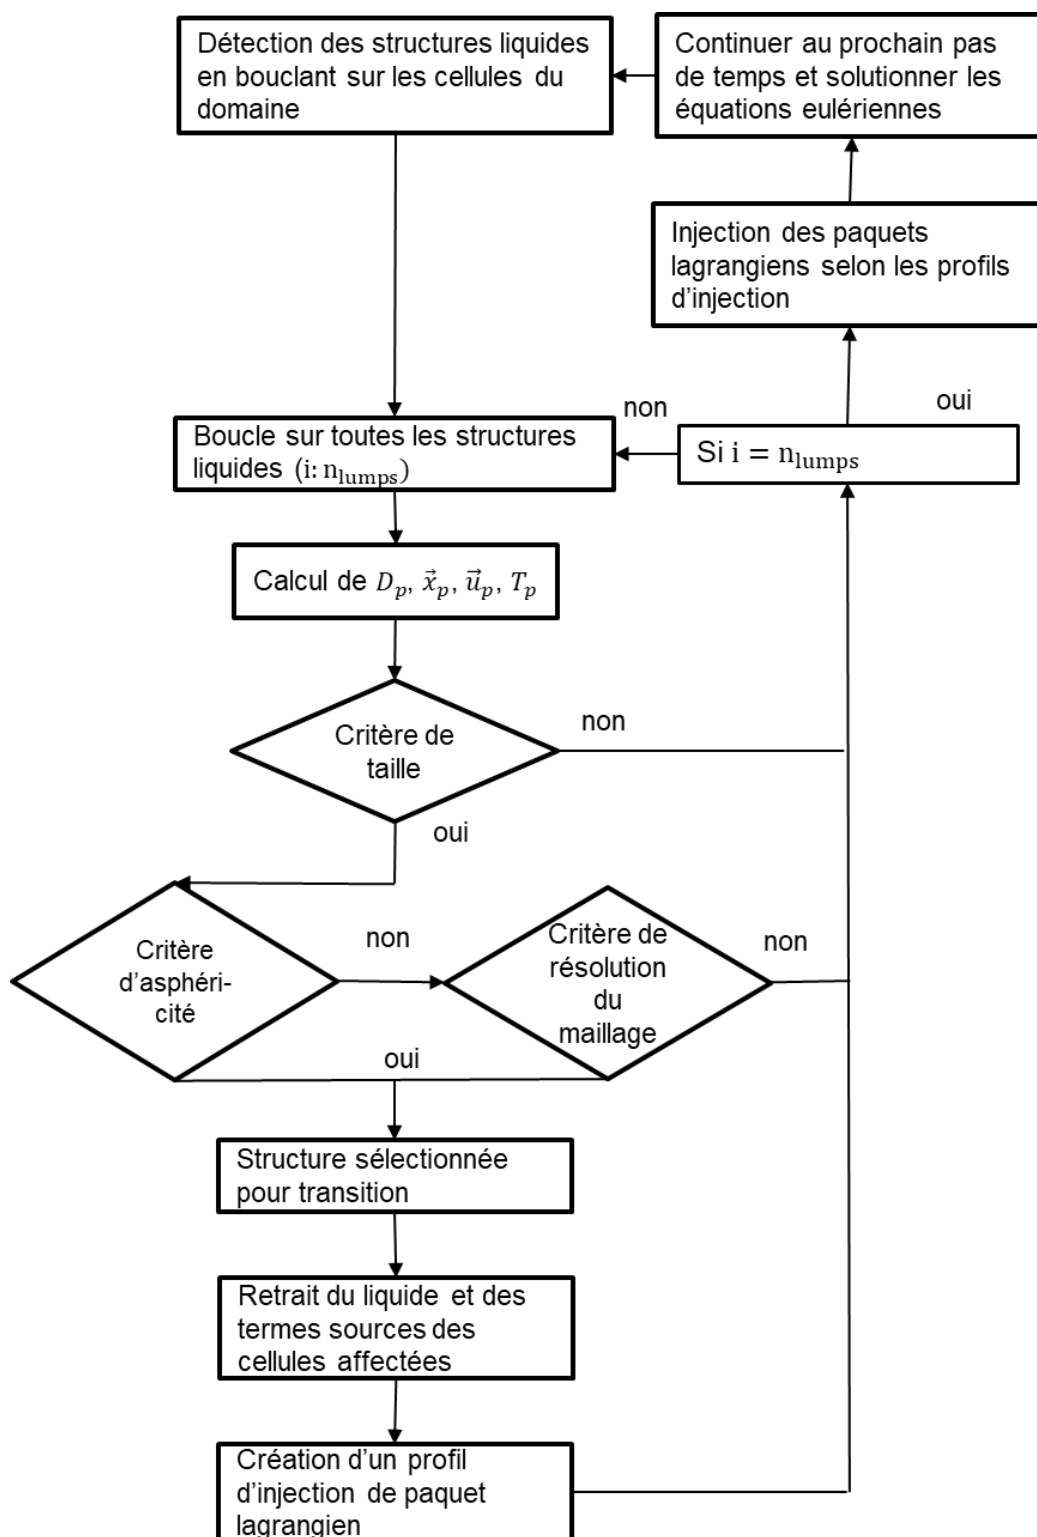 Détection des structures liquides
en bouclant sur les cellules du
domaine
Continuer au prochain pas
de temps et solutionner les
équations eulériennes
Injection des paquets
lagrangiens selon les profils
d'injection
non
oui
Boucle sur toutes les structures
liquides (i: n_lumps)
Si i = n_lumps
Calcul de D_p, x⃗_p, u⃗_p, T_p
Critère de
taille
non
oui
Critère
d'asphéri-
cité
non
Critère de
résolution
du
maillage
non
oui
Structure sélectionnée
pour transition
Retrait du liquide et des
termes sources des
cellules affectées
Création d'un profil
d'injection de paquet
lagrangien